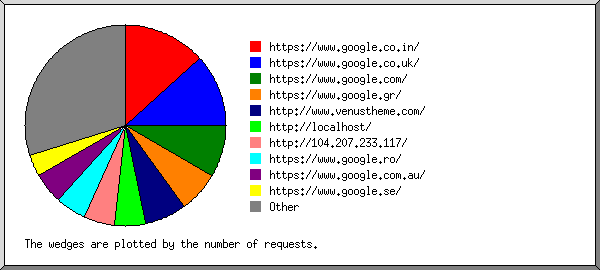 https://www.google.co.in/
https://www.google.co.uk/
https://www.google.com/
https://www.google.gr/
http://www.venustheme.com/
http://localhost/
http://104.207.233.117/
https://www.google.ro/
https://www.google.com.au/
https://www.google.se/
Other
The wedges are plotted by the number of requests.